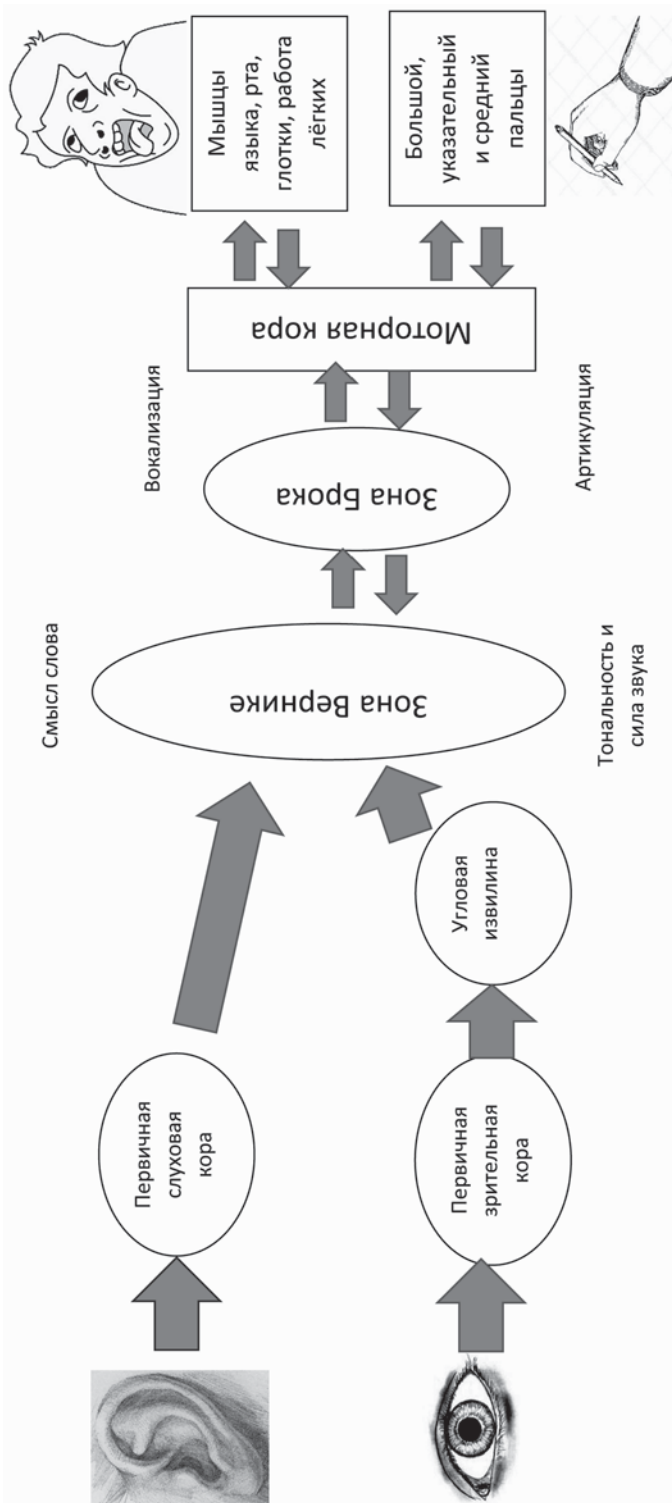 Первичная
слуховая
кора
Первичная
зрительная
кора
Угловая
извилина
Смысл слова
Зона Вернике
Тональность и
сила звука
Зона Брока
Вокализация
Моторная кора
Артикуляция
Мышцы
языка, рта,
глотки, работа
лёгких
Большой,
указательный
и средний
пальцы